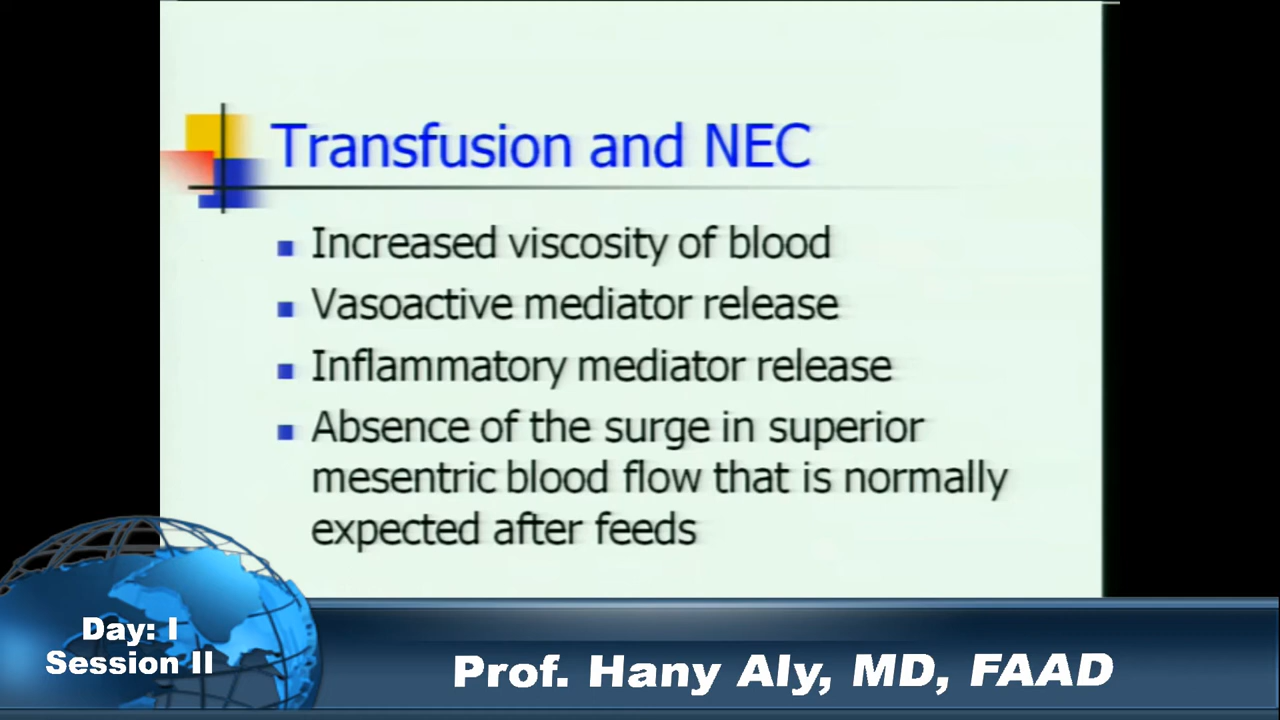 Transfusion and NEC
Increased viscosity of blood
Vasoactive mediator release
Inflammatory mediator release
Absence of the surge in superior
mesentric blood flow that is normally
expected after feeds
Day: I
Session II
Prof. Hany Aly, MD, FAAD